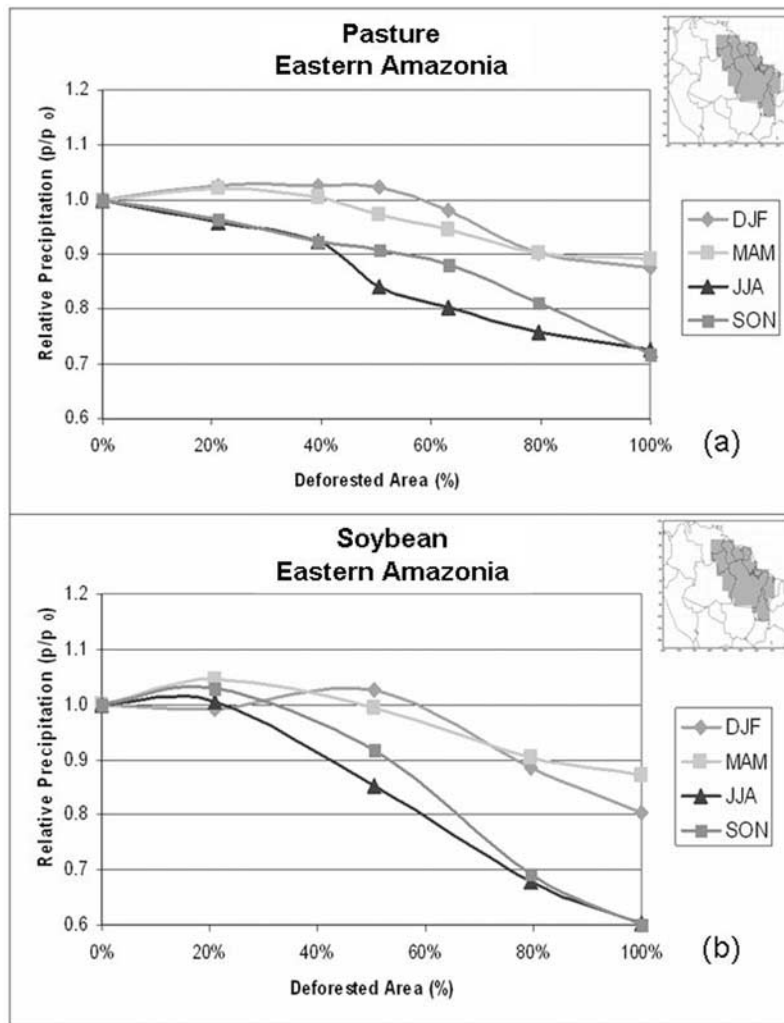 Pasture
Eastern Amazonia
Relative Precipitation (p/p 0)
1.2
1.1
1.0
0.9
0.8
0.7
0.6
0%
20%
40%
60%
80%
100%
Deforested Area (%)
DJF
MAM
JJA
SON
(a)
Soybean
Eastern Amazonia
Relative Precipitation (p/p 0)
1.2
1.1
1.0
0.9
0.8
0.7
0.6
0%
20%
40%
60%
80%
100%
Deforested Area (%)
DJF
MAM
JJA
SON
(b)